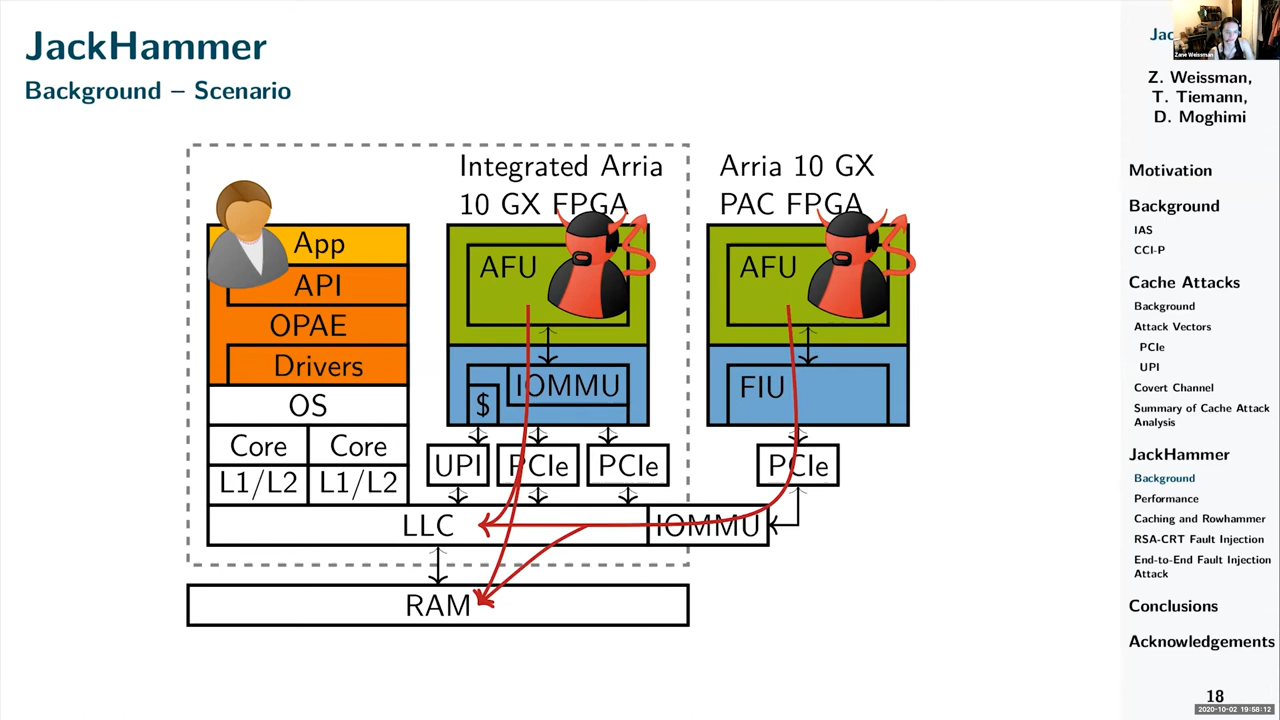 JackHammer
Background – Scenario
Integrated Arria
10 GX FPGA
Arria 10 GX
PAC FPGA
App
API
OPAE
Drivers
OS
Core
Core
L1/L2
L1/L2
AFU
IOMMU
$
AFU
FIU
UPI
PCIe
PCIe
PCIe
LLC
IOMMU
RAM
Zane Weissman
Z. Weissman,
T. Tiemann,
D. Moghimi
Motivation
Background
IAS
CCI-P
Cache Attacks
Background
Attack Vectors
PCIe
UPI
Covert Channel
Summary of Cache Attack
Analysis
JackHammer
Background
Performance
Caching and Rowhammer
RSA-CRT Fault Injection
End-to-End Fault Injection
Attack
Conclusions
Acknowledgements
18
2020-10-02 19:58:12